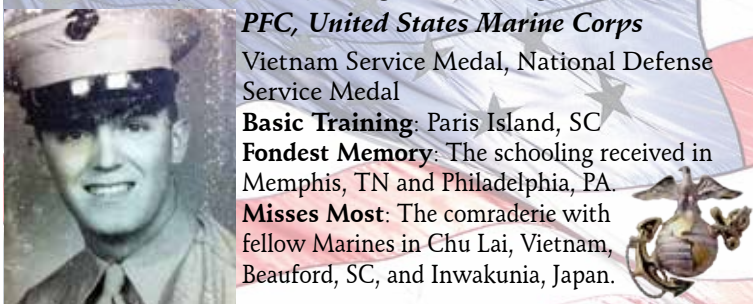 PFC, United States Marine Corps
Vietnam Service Medal, National Defense
Service Medal
Basic Training: Paris Island, SC
Fondest Memory: The schooling received in
Memphis, TN and Philadelphia, PA.
Misses Most: The comraderie with
fellow Marines in Chu Lai, Vietnam,
Beauford, SC, and Inwakunia, Japan.